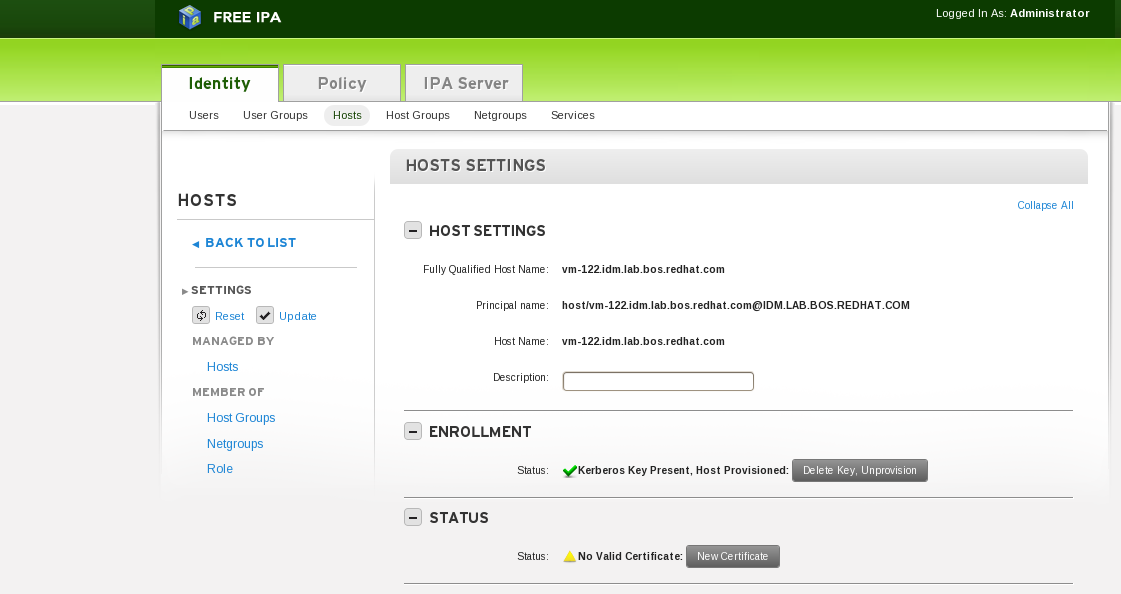 FREE IPA
Logged In As: Administrator
Identity Policy IPA Server
Users User Groups Hosts Host Groups Netgroups Services
HOSTS SETTINGS
HOSTS
Collapse All
HOST SETTINGS
BACK TO LIST
Fully Qualified Host Name: vm-122.idm.lab.bos.redhat.com
SETTINGS
Principal name: host/vm-122.idm.lab.bos.redhat.com@IDM.LAB.BOS.REDHAT.COM
Reset Update
MANAGED BY
Host Name: vm-122.idm.lab.bos.redhat.com
Hosts
Description:
MEMBER OF
Host Groups
ENROLLMENT
Netgroups
Role
Status: Kerberos Key Present, Host Provisioned: Delete Key, Unprovision
STATUS
Status: No Valid Certificate: New Certificate